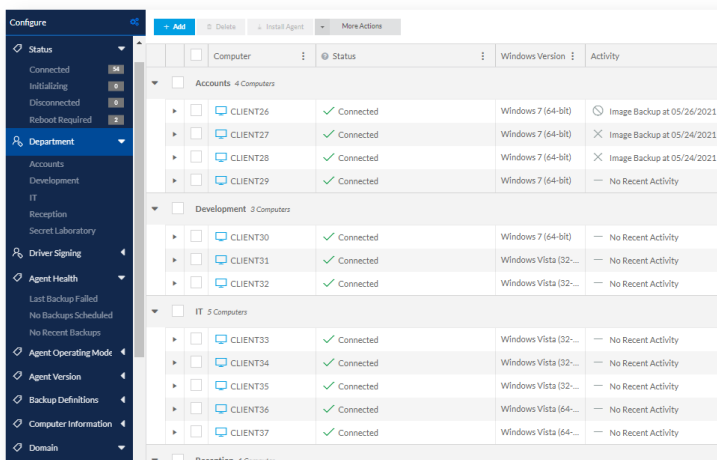 Configure
+ Add Delete Install Agent More Actions
Status
Connected 54
Initializing 0
Disconnected 0
Reboot Required 2
Department
Accounts
Development
IT
Reception
Secret Laboratory
Driver Signing
Agent Health
Last Backup Failed
No Backups Scheduled
No Recent Backups
Agent Operating Mode
Agent Version
Backup Definitions
Computer Information
Domain
Computer Status Windows Version Activity
Accounts 4 Computers
CLIENT26 Connected Windows 7 (64-bit) Image Backup at 05/26/2021
CLIENT27 Connected Windows 7 (64-bit) Image Backup at 05/24/2021
CLIENT28 Connected Windows 7 (64-bit) Image Backup at 05/24/2021
CLIENT29 Connected Windows 7 (64-bit) No Recent Activity
Development 3 Computers
CLIENT30 Connected Windows 7 (64-bit) No Recent Activity
CLIENT31 Connected Windows Vista (32-... No Recent Activity
CLIENT32 Connected Windows Vista (32-... No Recent Activity
IT 5 Computers
CLIENT33 Connected Windows Vista (32-... No Recent Activity
CLIENT34 Connected Windows Vista (32-... No Recent Activity
CLIENT35 Connected Windows Vista (32-... No Recent Activity
CLIENT36 Connected Windows Vista (64-... No Recent Activity
CLIENT37 Connected Windows Vista (64-... No Recent Activity